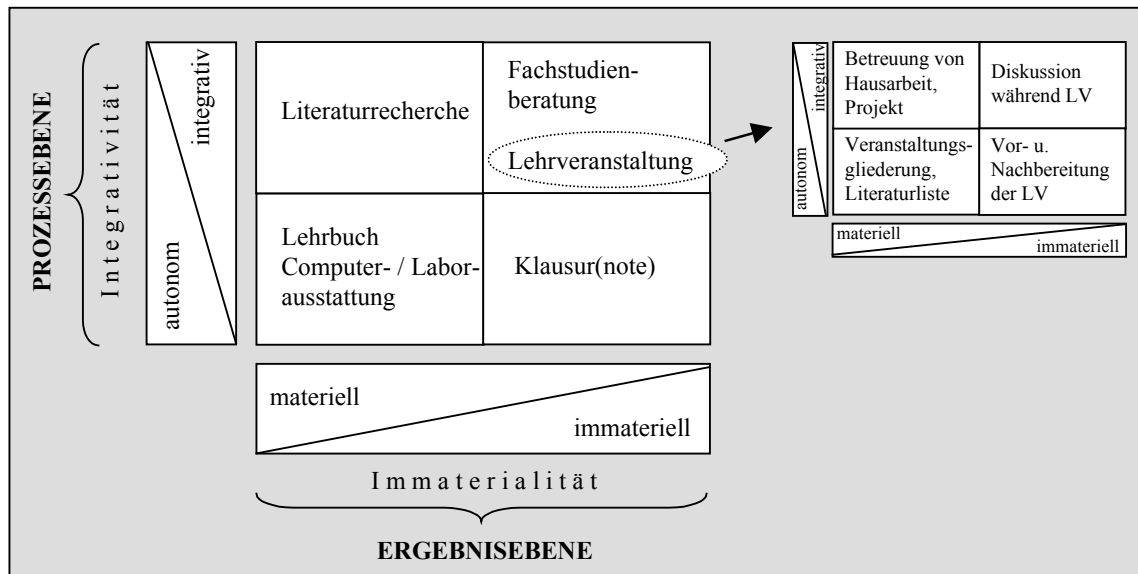 PROZESSEBENE
Integrativität
autonom
integrativ
Literaturrecherche
Fachstudien-
beratung
Lehrveranstaltung
Lehrbuch
Computer- / Labor-
ausstattung
Klausur(note)
materiell
immateriell
Immaterialität
ERGEBNISEBENE
autonom
integrativ
Betreuung von
Hausarbeit,
Projekt
Diskussion
während LV
Veranstaltungs-
gliederung,
Literaturliste
Vor- u.
Nachbereitung
der LV
materiell
immateriell